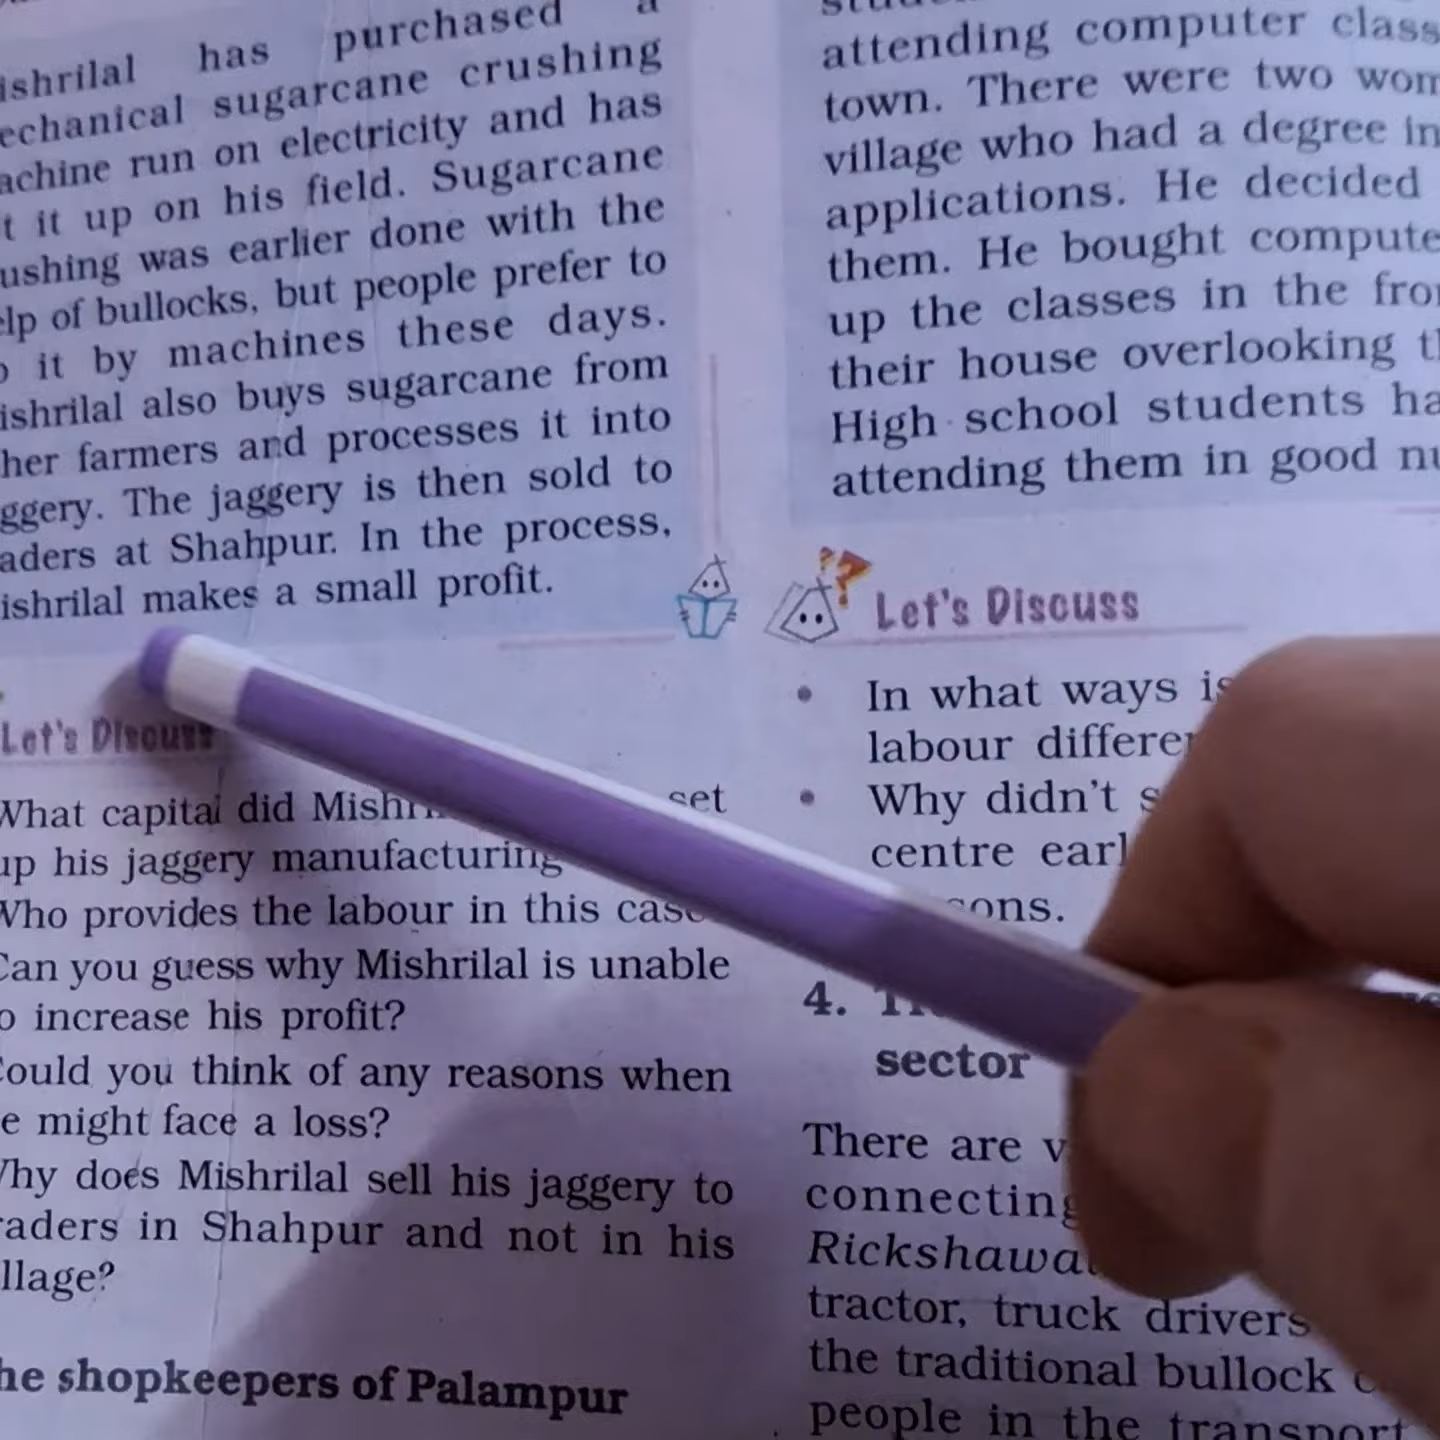 ishrilal has purchased a
echanical sugarcane crushing
achine run on electricity and has
t it up on his field. Sugarcane
ushing was earlier done with the
elp of bullocks, but people prefer to
o it by machines these days.
ishrilal also buys sugarcane from
her farmers and processes it into
ggery. The jaggery is then sold to
aders at Shahpur. In the process,
ishrilal makes a small profit.
Let's Discuss
What capital did Mishri set
up his jaggery manufacturing
Who provides the labour in this case
Can you guess why Mishrilal is unable
o increase his profit?
Could you think of any reasons when
e might face a loss?
Why does Mishrilal sell his jaggery to
raders in Shahpur and not in his
illage?
he shopkeepers of Palampur
attending computer class
town. There were two wom
village who had a degree in
applications. He decided
them. He bought compute
up the classes in the fro
their house overlooking th
High school students ha
attending them in good nu
Let's Discuss
• In what ways is
labour differen
• Why didn't s
centre earl
sons.
4.
sector
There are v
connecting
Rickshawa
tractor, truck drivers
the traditional bullock c
people in the transport